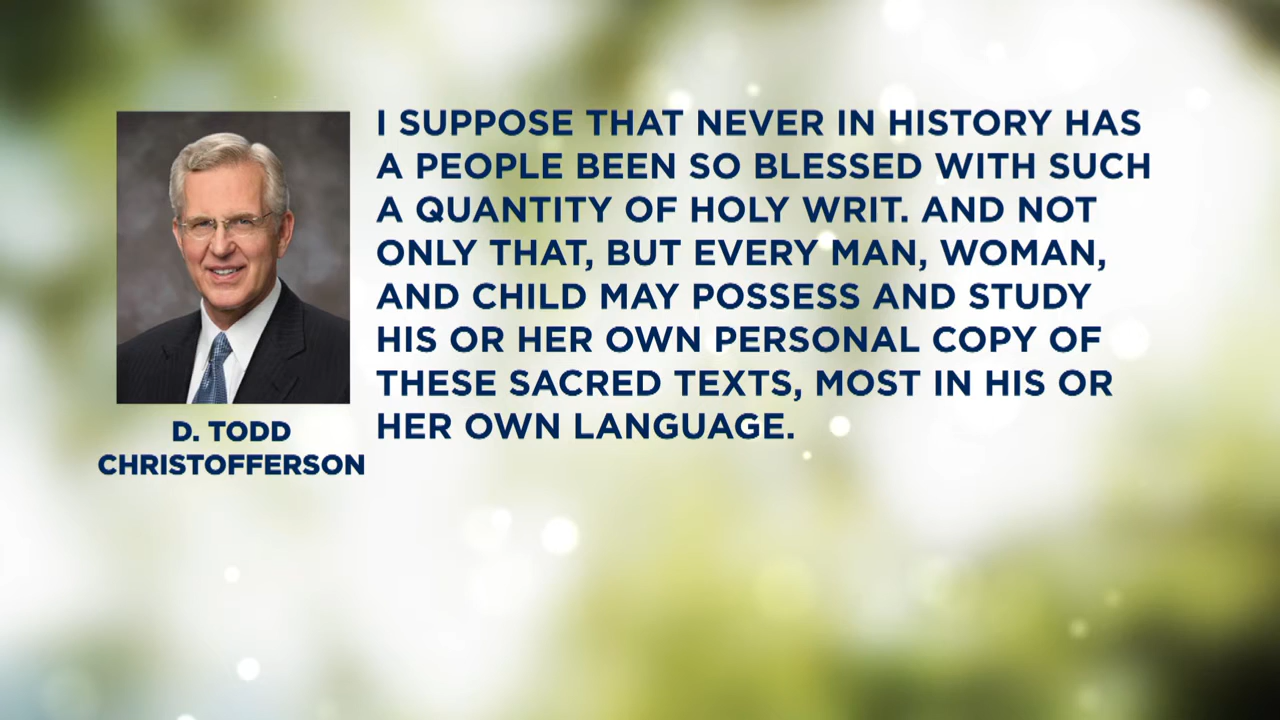 I SUPPOSE THAT NEVER IN HISTORY HAS
A PEOPLE BEEN SO BLESSED WITH SUCH
A QUANTITY OF HOLY WRIT. AND NOT
ONLY THAT, BUT EVERY MAN, WOMAN,
AND CHILD MAY POSSESS AND STUDY
HIS OR HER OWN PERSONAL COPY OF
THESE SACRED TEXTS, MOST IN HIS OR
HER OWN LANGUAGE.
D. TODD
CHRISTOFFERSON